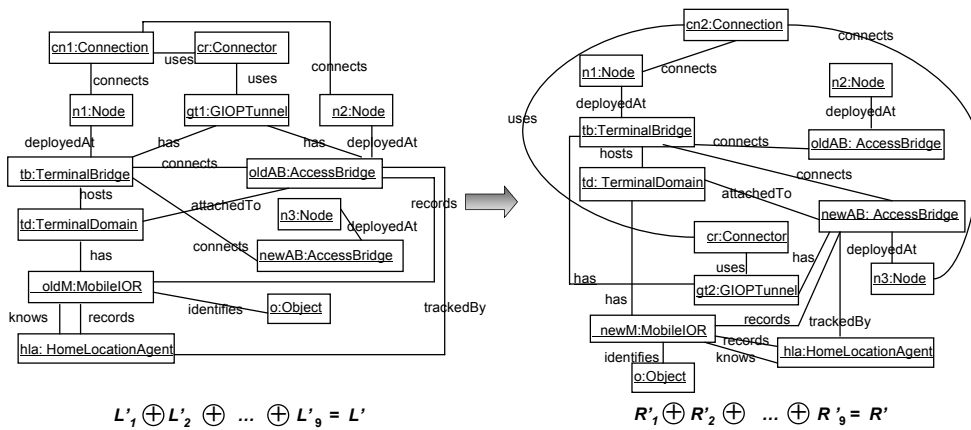 cn1:Connection
cr:Connector
uses
connects
uses
connects
n1:Node
gt1:GIOPTunnel
n2:Node
deployedAt
has
has
deployedAt
connects
tb:TerminalBridge
oldAB:AccessBridge
hosts
attachedTo
records
n3:Node
td:TerminalDomain
deployedAt
connects
newAB:AccessBridge
has
oldM:MobileIOR
identifies
o:Object
trackedBy
knows
records
hla: HomeLocationAgent
L'1 ⊕ L'2 ⊕ ... ⊕ L'9 = L'
cn2:Connection
connects
n1:Node
connects
n2:Node
deployedAt
deployedAt
uses
tb:TerminalBridge
connects
oldAB: AccessBridge
hosts
connects
td: TerminalDomain
attachedTo
newAB: AccessBridge
cr:Connector
has
deployedAt
uses
n3:Node
has
gt2:GIOPTunnel
has
records
trackedBy
newM:MobileIOR
records
identifies
knows
hla:HomeLocationAgent
o:Object
R'1 ⊕ R'2 ⊕ ... ⊕ R'9 = R'